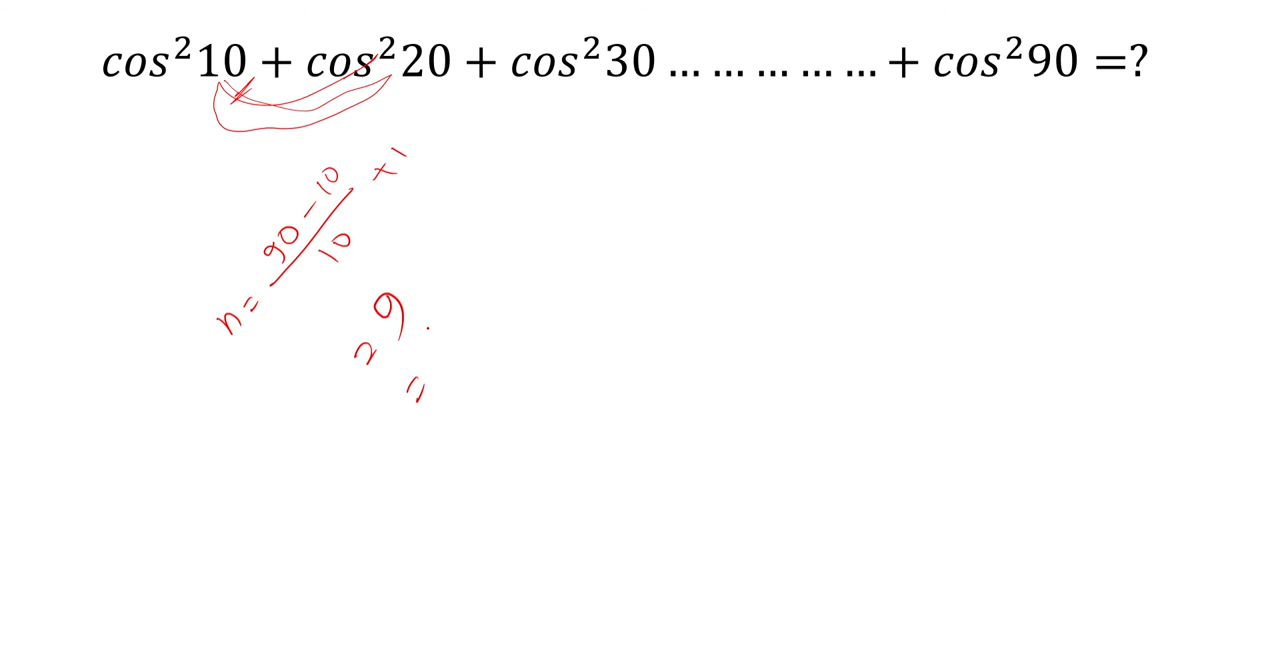 cos²10 + cos²20 + cos²30 … … … … … + cos²90 =?
n = (90 - 10)/10 + 1
= 9.
=